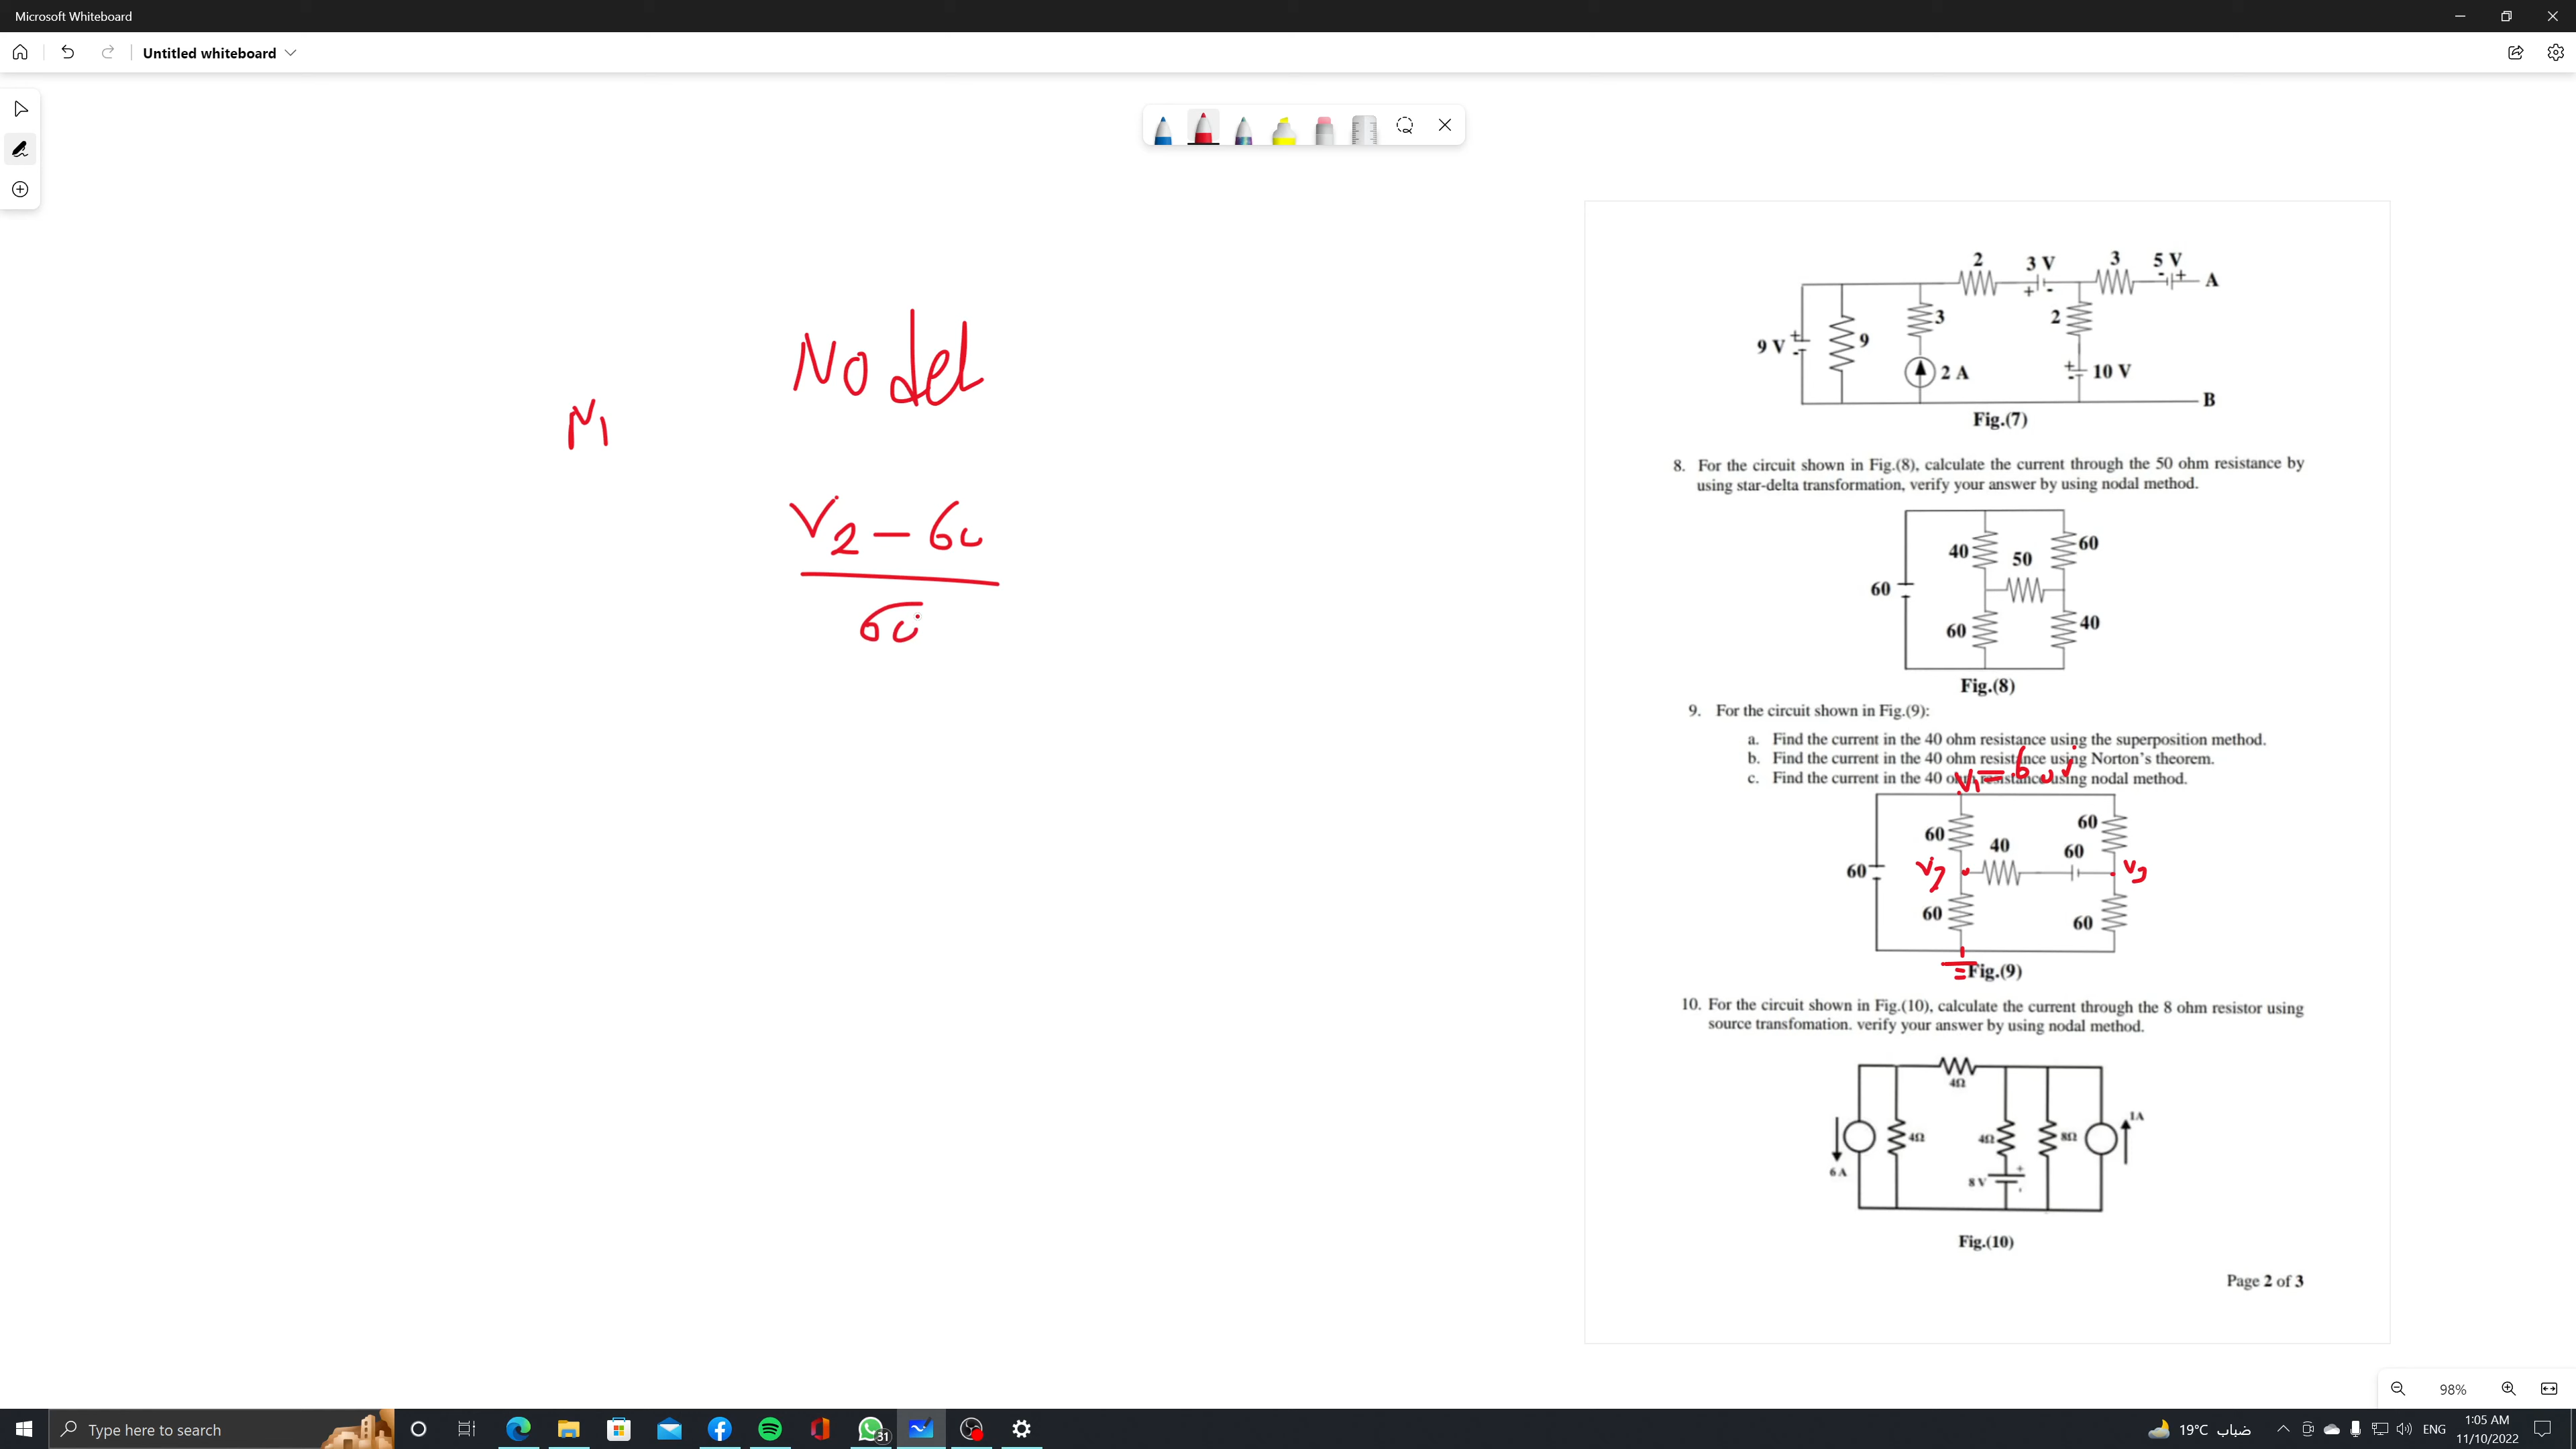 Microsoft Whiteboard
Untitled whiteboard
Nodel
N1
V2 - 60
60
2 3 V 3 5 V
+ - - + A
3 2
9 V + - 9
2 A + - 10 V
B
Fig.(7)
8. For the circuit shown in Fig.(8), calculate the current through the 50 ohm resistance by
using star-delta transformation, verify your answer by using nodal method.
40 50 60
60
60 40
Fig.(8)
9. For the circuit shown in Fig.(9):
a. Find the current in the 40 ohm resistance using the superposition method.
b. Find the current in the 40 ohm resistance using Norton's theorem.
c. Find the current in the 40 ohm resistance using nodal method.
V1 = 60 V
60 60
40 60
60 V2 V3
60 60
Fig.(9)
10. For the circuit shown in Fig.(10), calculate the current through the 8 ohm resistor using
source transfomation. verify your answer by using nodal method.
4Ω
1A
4Ω 4Ω 8Ω
6 A
8 V +
Fig.(10)
Page 2 of 3
98%
Type here to search
31
19°C ضباب
ENG
1:05 AM
11/10/2022